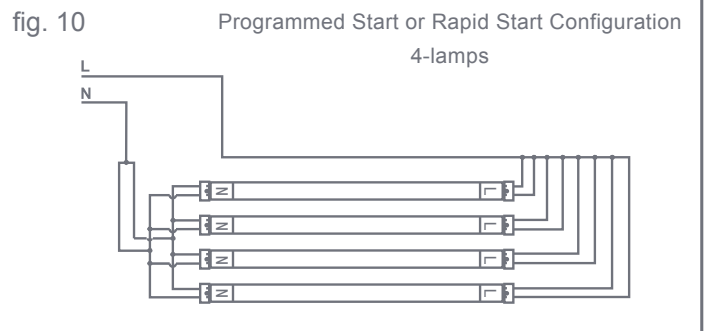 fig. 10
Programmed Start or Rapid Start Configuration
4-lamps
L
N
N L
N L
N L
N L